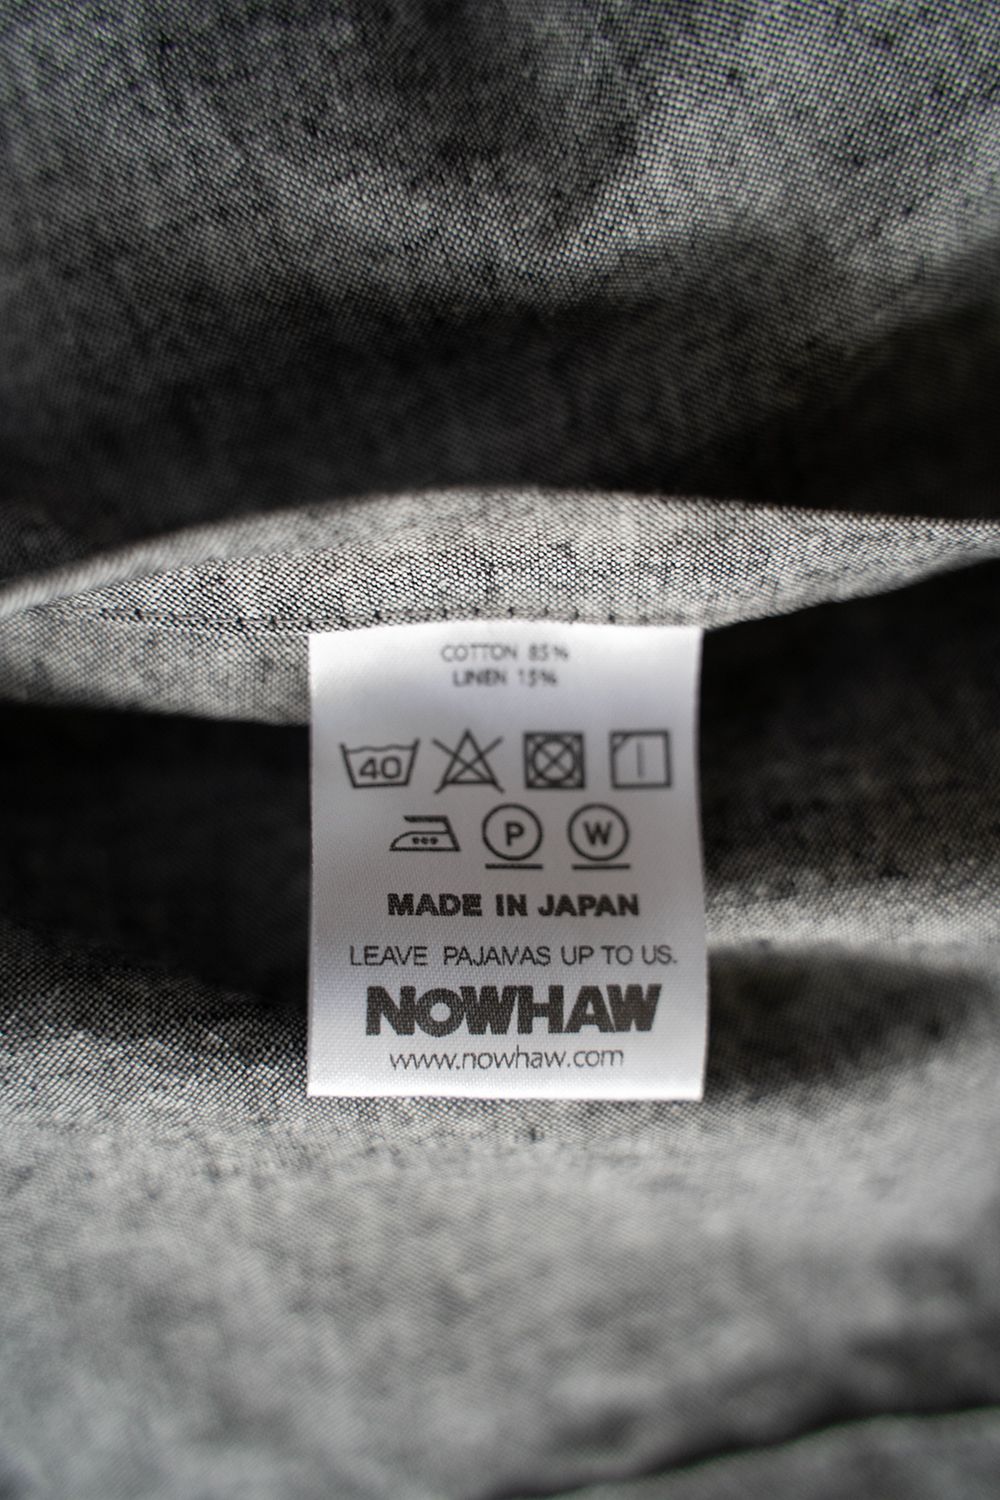 COTTON 85%
LINEN 15%
40
P W
MADE IN JAPAN
LEAVE PAJAMAS UP TO US.
NOWHAW
www.nowhaw.com